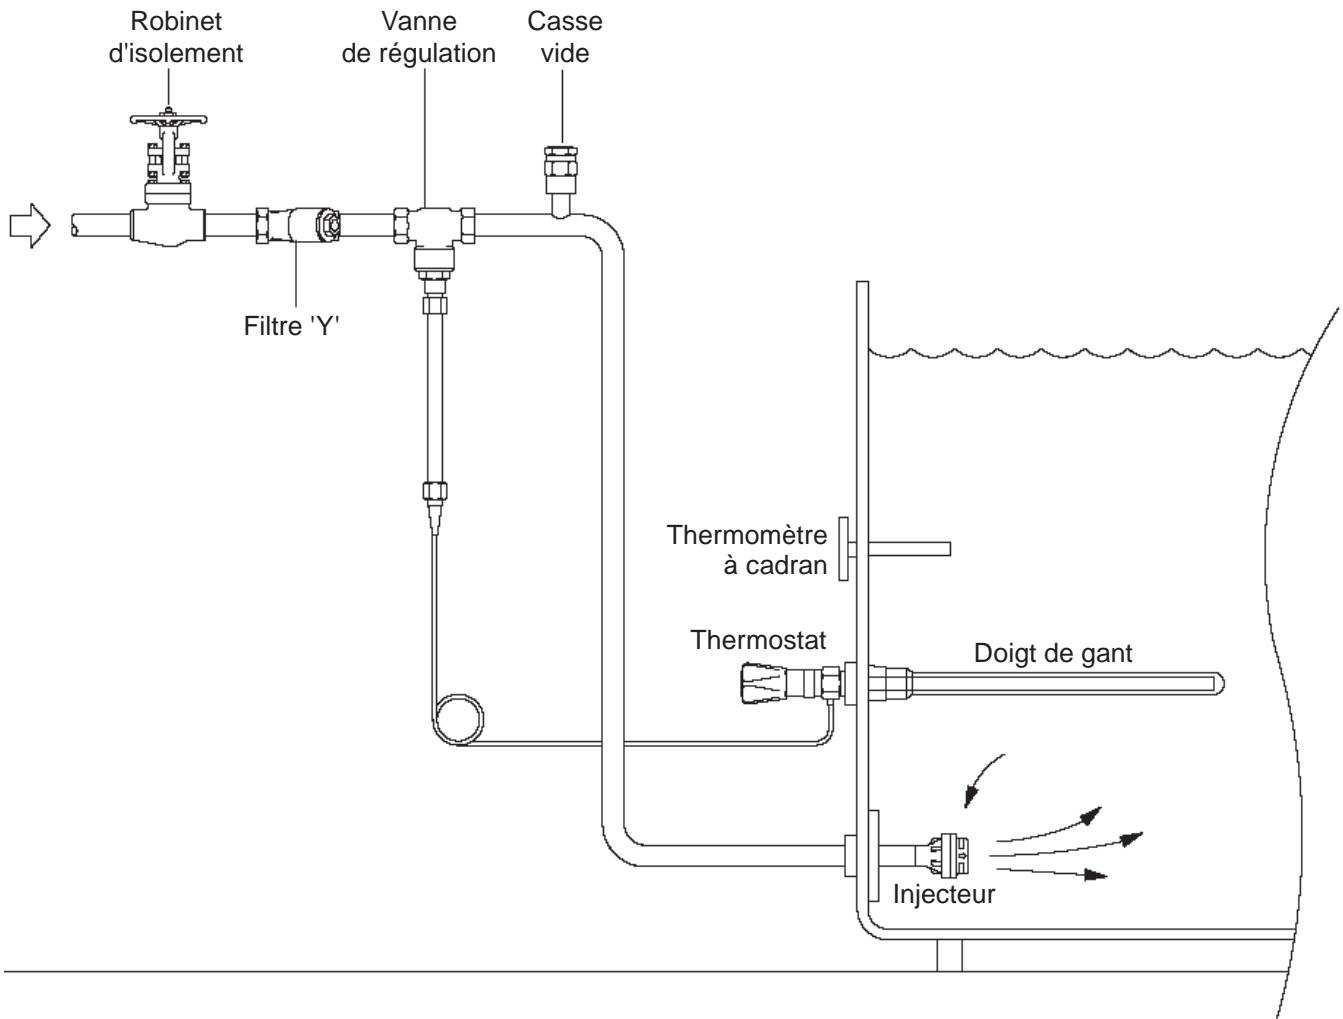 Robinet
d'isolement
Vanne
de régulation
Casse
vide
Filtre 'Y'
Thermomètre
à cadran
Thermostat
Doigt de gant
Injecteur